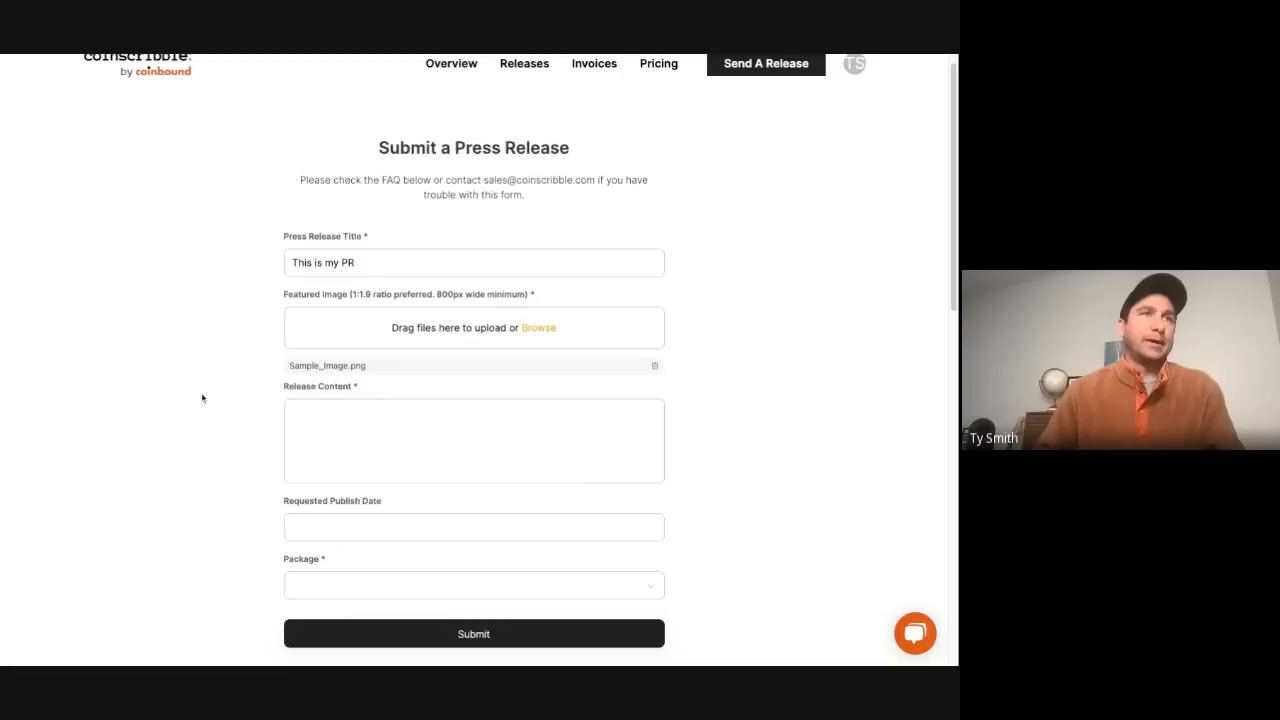 coinscribble:
by coinbound
Overview
Releases
Invoices
Pricing
Send A Release
TS
Submit a Press Release
Please check the FAQ below or contact sales@coinscribble.com if you have
trouble with this form.
Press Release Title *
This is my PR
Featured Image (1:1.9 ratio preferred. 800px wide minimum) *
Drag files here to upload or Browse
Sample_Image.png
Release Content *
Requested Publish Date
Package *
Submit
Ty Smith